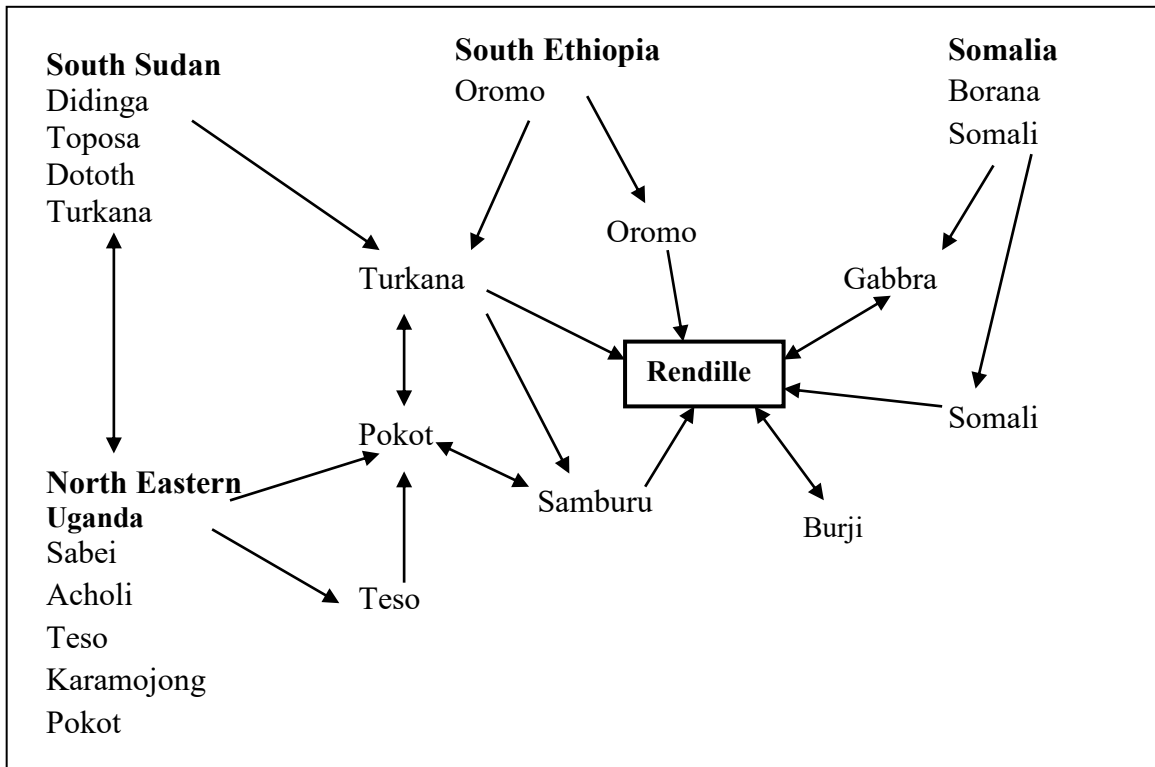 South Sudan
Didinga
Toposa
Dototh
Turkana
South Ethiopia
Oromo
Somalia
Borana
Somali
Oromo
Turkana
Gabbra
Rendille
Pokot
Somali
Samburu
Burji
North Eastern
Uganda
Sabei
Acholi
Teso
Karamojong
Pokot
Teso